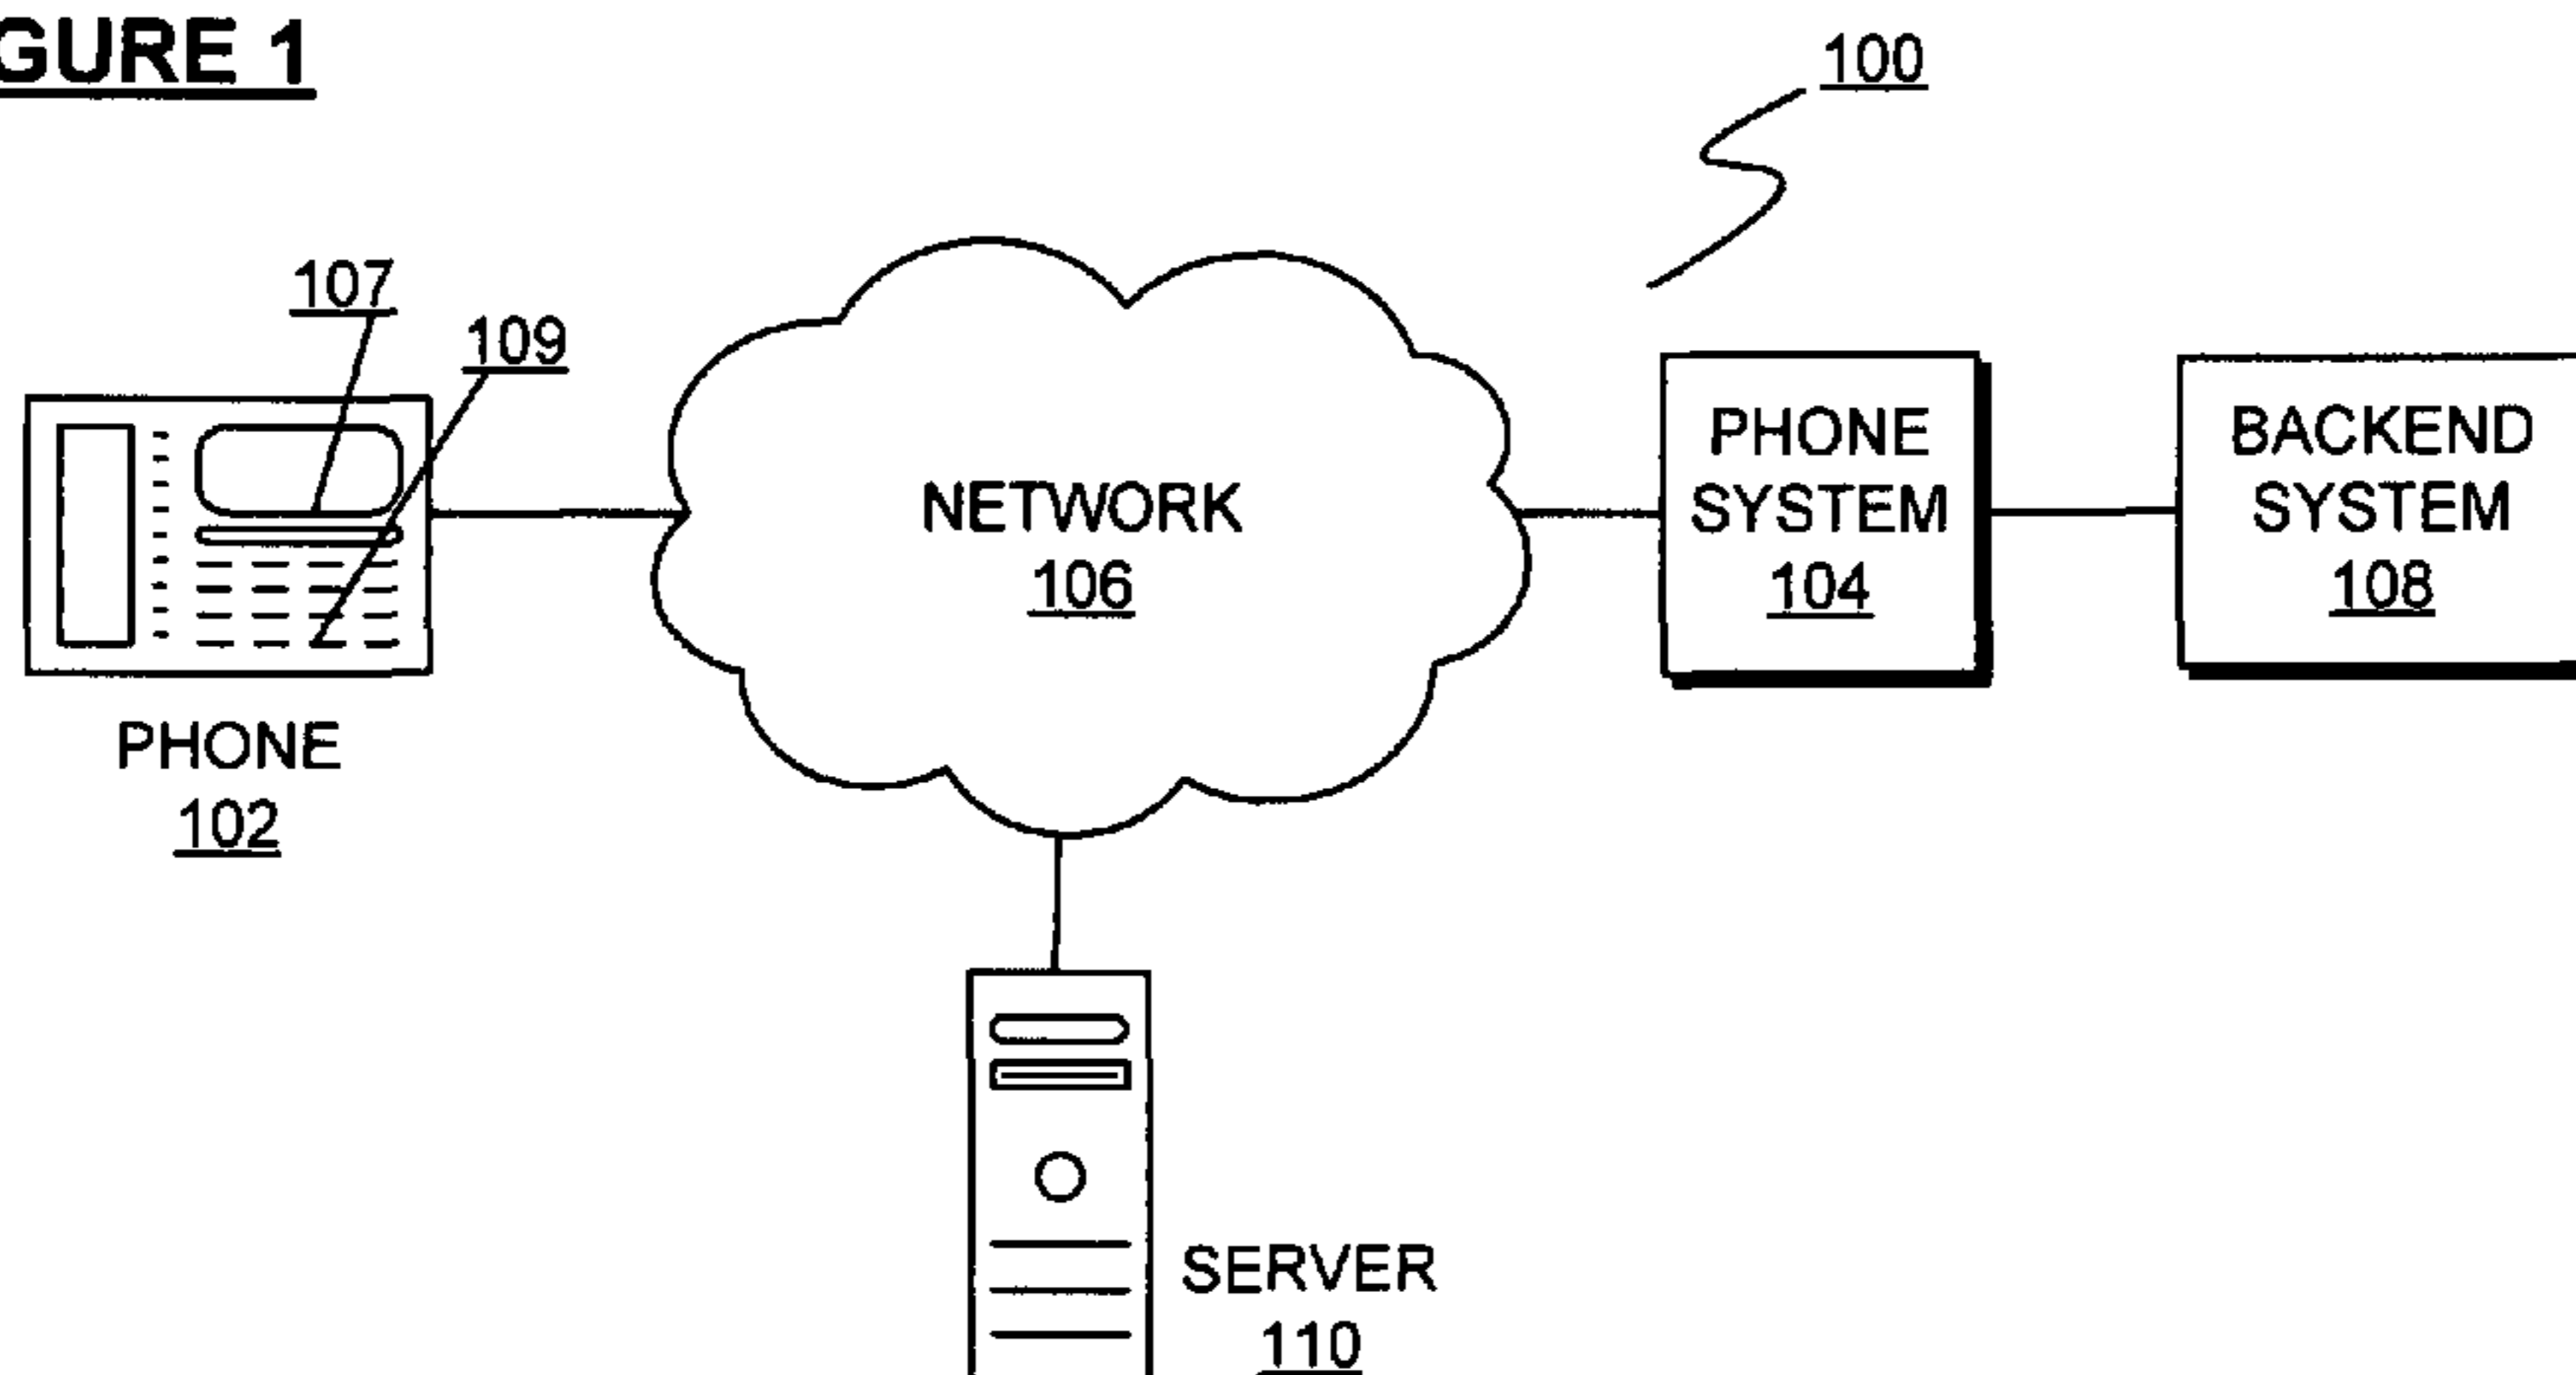 GURE 1
100
107
109
NETWORK
106
PHONE
SYSTEM
104
BACKEND
SYSTEM
108
PHONE
102
SERVER
110